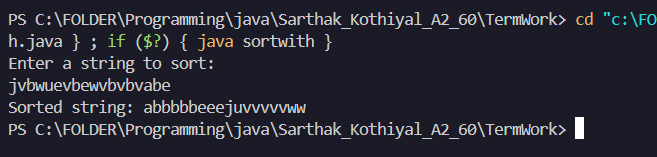 PS C:\FOLDER\Programming\java\Sarthak_Kothiyal_A2_60\TermWork> cd "c:\FO
h.java } ; if ($?) { java sortwith }
Enter a string to sort:
jvbwuevbewvbvbvabe
Sorted string: abbbbbeeejuvvvvvww
PS C:\FOLDER\Programming\java\Sarthak_Kothiyal_A2_60\TermWork>